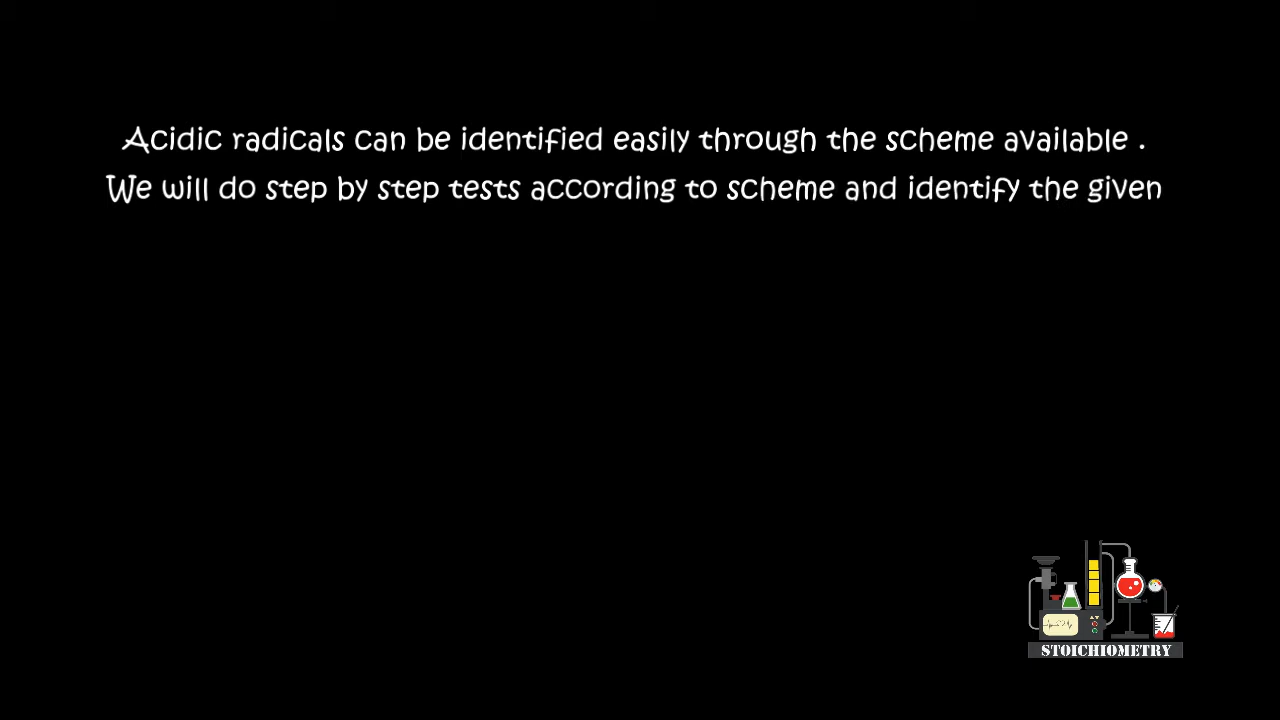 Acidic radicals can be identified easily through the scheme available .
We will do step by step tests according to scheme and identify the given
STOICHIOMETRY